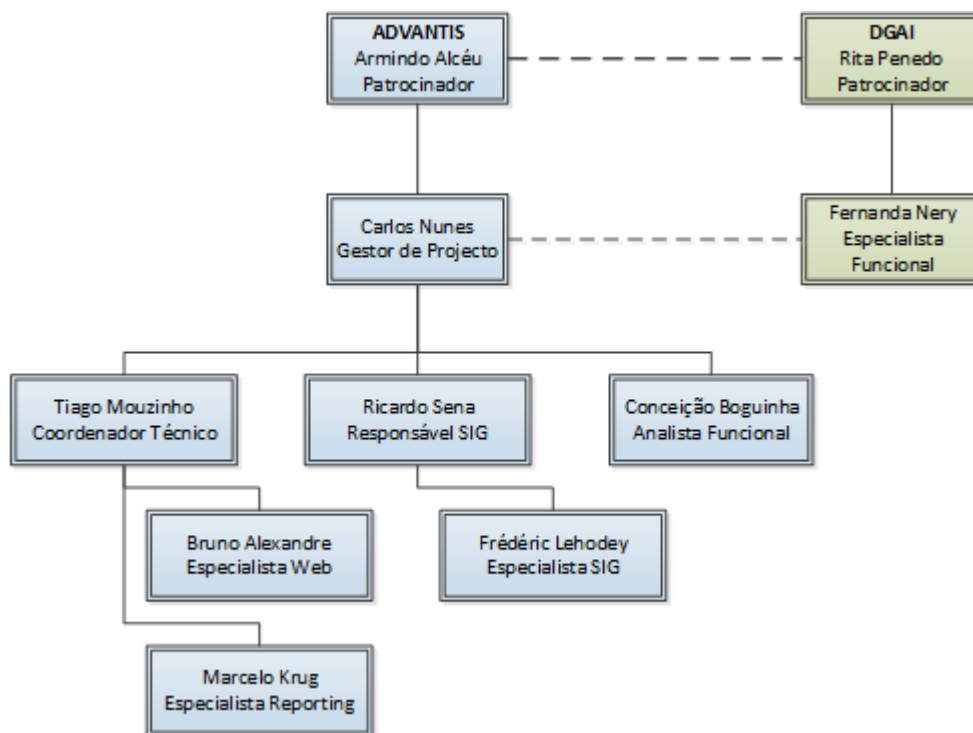 ADVANTIS
Armindo Alcéu
Patrocinador
DGAI
Rita Penedo
Patrocinador
Carlos Nunes
Gestor de Projecto
Fernanda Nery
Especialista
Funcional
Tiago Mouzinho
Coordenador Técnico
Ricardo Sena
Responsável SIG
Conceição Boguinha
Analista Funcional
Bruno Alexandre
Especialista Web
Frédéric Lehodey
Especialista SIG
Marcelo Krug
Especialista Reporting